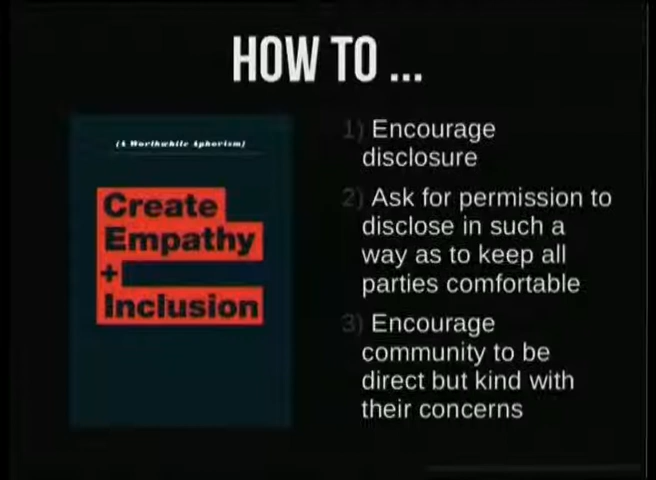 HOW TO ...
(A Worthwhile Aphorism)
Create
Empathy
+
Inclusion
1) Encourage
disclosure
2) Ask for permission to
disclose in such a
way as to keep all
parties comfortable
3) Encourage
community to be
direct but kind with
their concerns